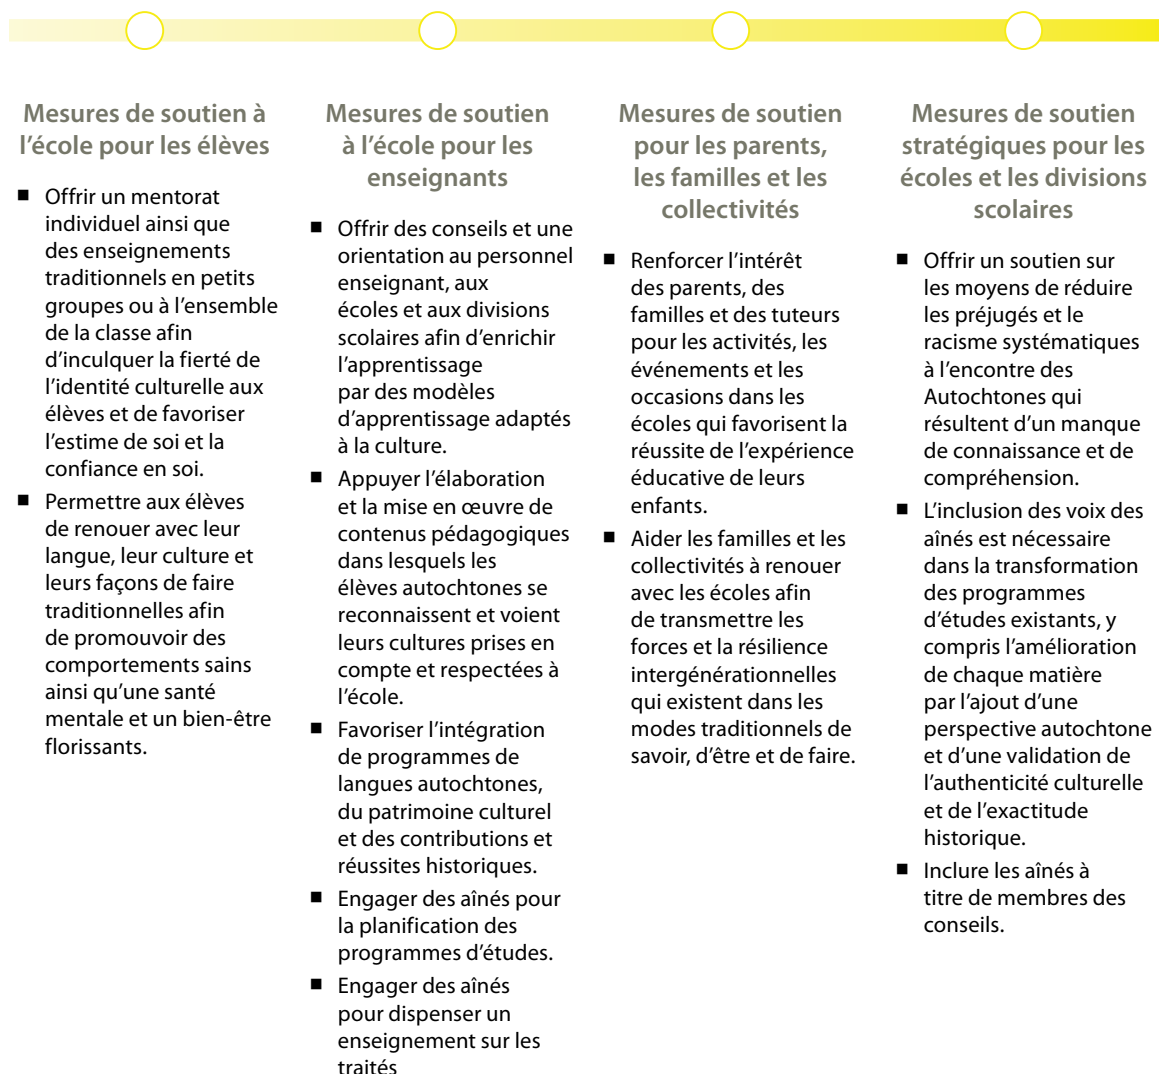 Mesures de soutien à
l’école pour les élèves
■ Offrir un mentorat
individuel ainsi que
des enseignements
traditionnels en petits
groupes ou à l’ensemble
de la classe afin
d’inculquer la fierté de
l’identité culturelle aux
élèves et de favoriser
l’estime de soi et la
confiance en soi.
■ Permettre aux élèves
de renouer avec leur
langue, leur culture et
leurs façons de faire
traditionnelles afin
de promouvoir des
comportements sains
ainsi qu’une santé
mentale et un bien-être
florissants.
Mesures de soutien
à l’école pour les
enseignants
■ Offrir des conseils et une
orientation au personnel
enseignant, aux
écoles et aux divisions
scolaires afin d’enrichir
l’apprentissage
par des modèles
d’apprentissage adaptés
à la culture.
■ Appuyer l’élaboration
et la mise en œuvre de
contenus pédagogiques
dans lesquels les
élèves autochtones se
reconnaissent et voient
leurs cultures prises en
compte et respectées à
l’école.
■ Favoriser l’intégration
de programmes de
langues autochtones,
du patrimoine culturel
et des contributions et
réussites historiques.
■ Engager des aînés pour
la planification des
programmes d’études.
■ Engager des aînés
pour dispenser un
enseignement sur les
traités
Mesures de soutien
pour les parents,
les familles et les
collectivités
■ Renforcer l’intérêt
des parents, des
familles et des tuteurs
pour les activités, les
événements et les
occasions dans les
écoles qui favorisent la
réussite de l’expérience
éducative de leurs
enfants.
■ Aider les familles et les
collectivités à renouer
avec les écoles afin
de transmettre les
forces et la résilience
intergénérationnelles
qui existent dans les
modes traditionnels de
savoir, d’être et de faire.
Mesures de soutien
stratégiques pour les
écoles et les divisions
scolaires
■ Offrir un soutien sur
les moyens de réduire
les préjugés et le
racisme systématiques
à l’encontre des
Autochtones qui
résultent d’un manque
de connaissance et de
compréhension.
■ L’inclusion des voix des
aînés est nécessaire
dans la transformation
des programmes
d’études existants, y
compris l’amélioration
de chaque matière
par l’ajout d’une
perspective autochtone
et d’une validation de
l’authenticité culturelle
et de l’exactitude
historique.
■ Inclure les aînés à
titre de membres des
conseils.